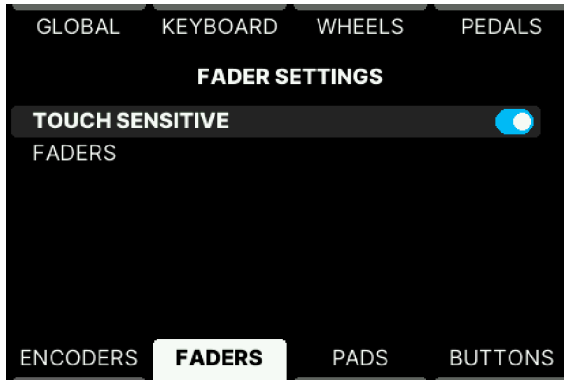 GLOBAL KEYBOARD WHEELS PEDALS
FADER SETTINGS
TOUCH SENSITIVE
FADERS
ENCODERS FADERS PADS BUTTONS